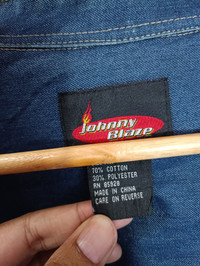 Johnny
Blaze
70% COTTON
30% POLYESTER
RN 85928
MADE IN CHINA
CARE ON REVERSE